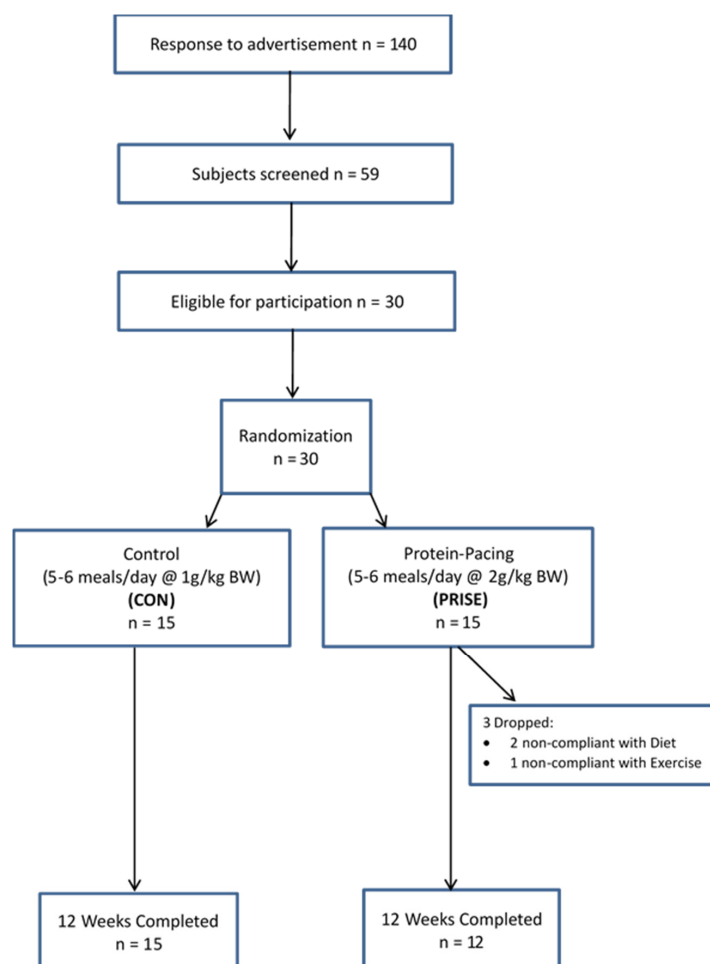 Response to advertisement n = 140
Subjects screened n = 59
Eligible for participation n = 30
Randomization
n = 30
Control
(5-6 meals/day @ 1g/kg BW)
(CON)
n = 15
Protein-Pacing
(5-6 meals/day @ 2g/kg BW)
(PRISE)
n = 15
3 Dropped:
• 2 non-compliant with Diet
• 1 non-compliant with Exercise
12 Weeks Completed
n = 15
12 Weeks Completed
n = 12